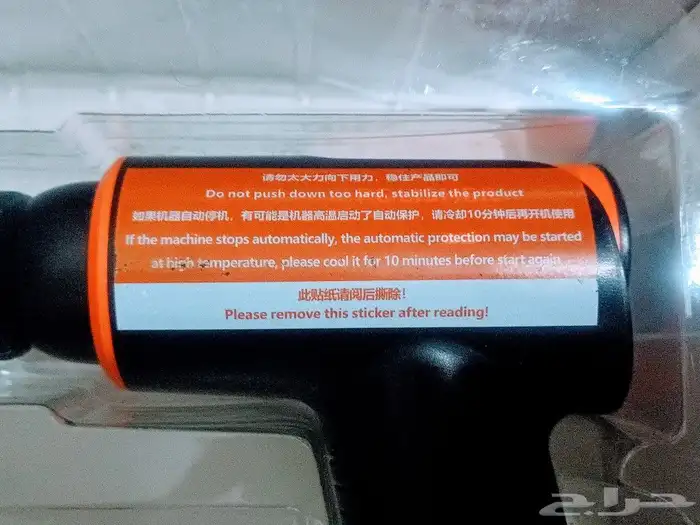 请勿太大力向下用力，稳住产品即可
Do not push down too hard, stabilize the product
如果机器自动停机，有可能是机器高温启动了自动保护，请冷却10分钟后再开机使用
If the machine stops automatically, the automatic protection may be started
at high temperature, please cool it for 10 minutes before start again
此贴纸请阅后撕除！
Please remove this sticker after reading!
حراج